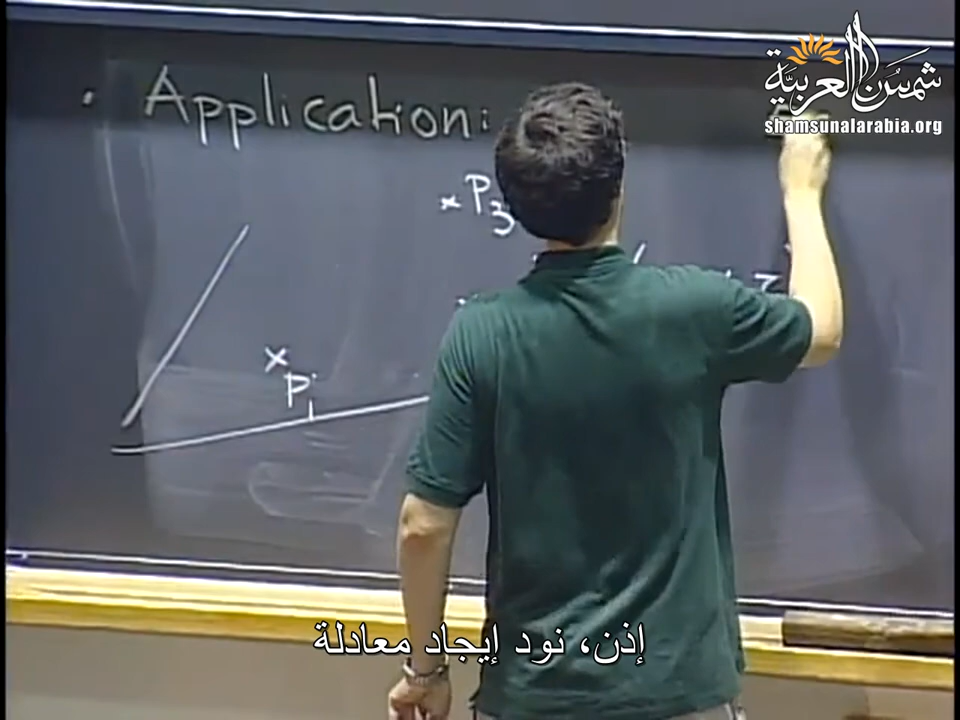 شمس العربية
shamsunalarabia.org
• Application:
× P3
× P1
إذن، نود إيجاد معادلة